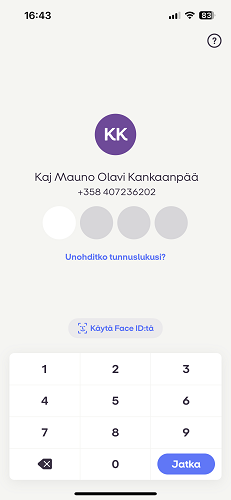 16:43
83
?
KK
Kaj Mauno Olavi Kankaanpää
+358 407236202
Unohditko tunnuslukusi?
Käytä Face ID:tä
1 2 3
4 5 6
7 8 9
0 Jatka